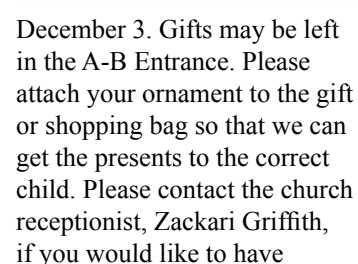 December 3. Gifts may be left
in the A-B Entrance. Please
attach your ornament to the gift
or shopping bag so that we can
get the presents to the correct
child. Please contact the church
receptionist, Zackari Griffith,
if you would like to have